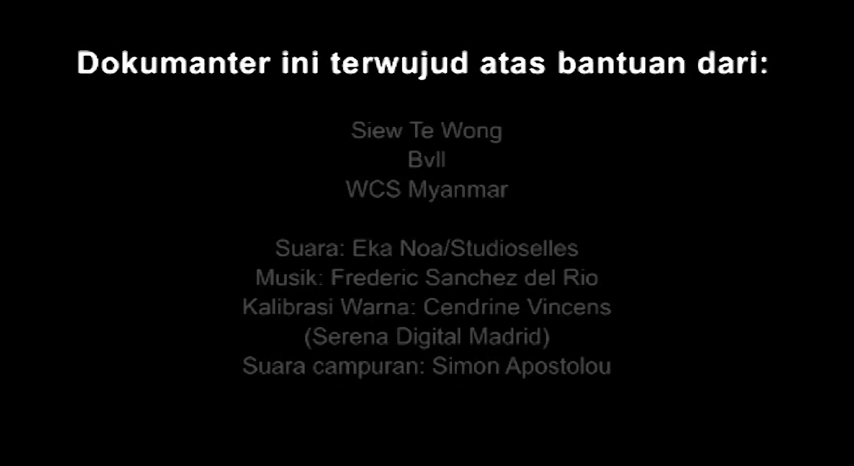 Dokumanter ini terwujud atas bantuan dari:
Siew Te Wong
Bvll
WCS Myanmar
Suara: Eka Noa/Studioselles
Musik: Frederic Sanchez del Rio
Kalibrasi Warna: Cendrine Vincens
(Serena Digital Madrid)
Suara campuran: Simon Apostolou